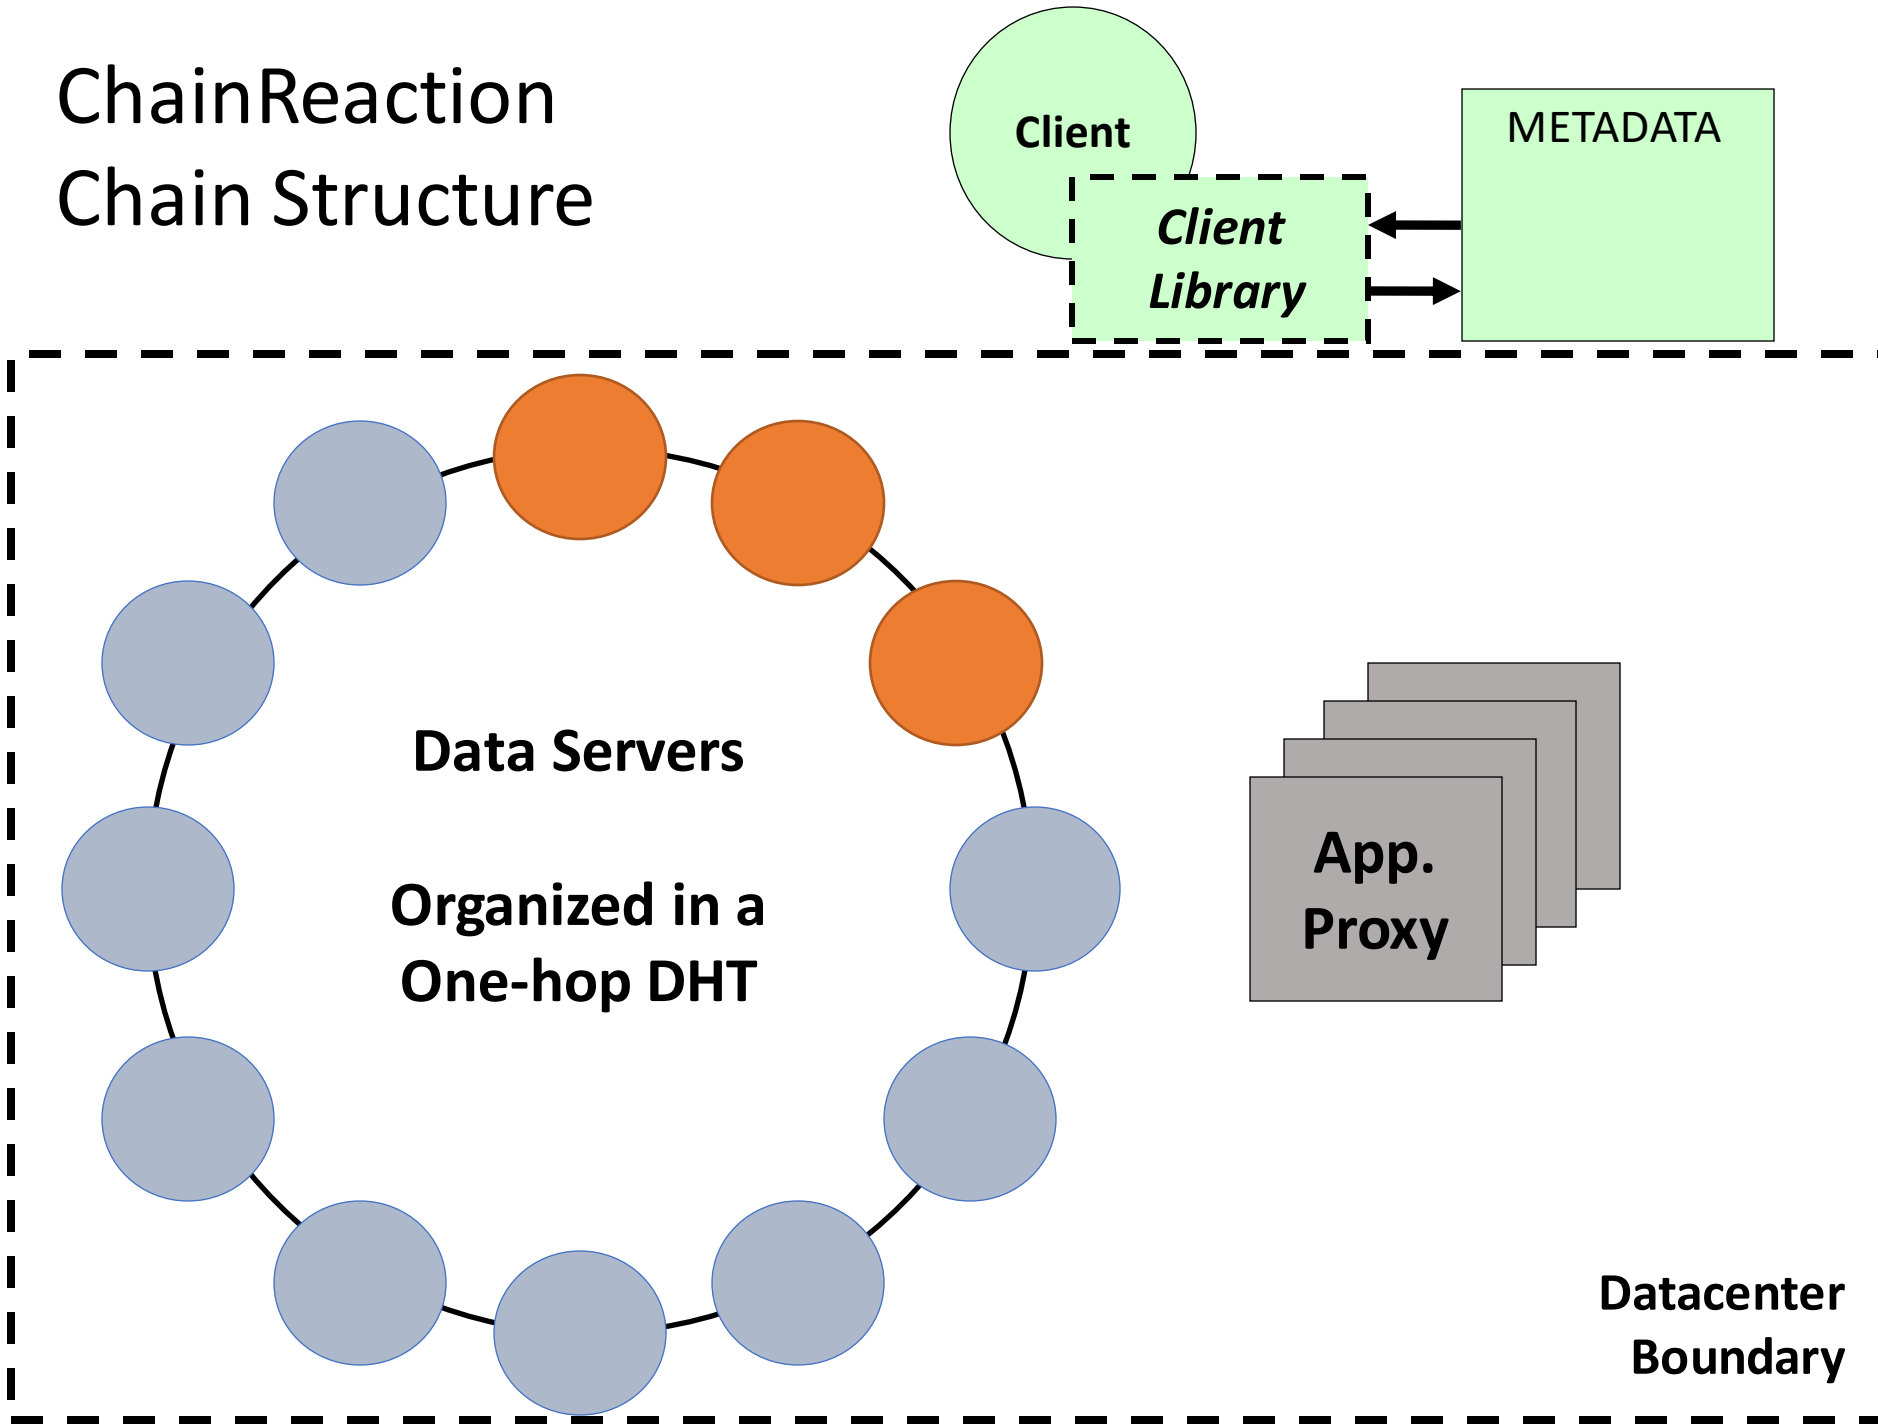 ChainReaction
Chain Structure
Client
Client
Library
METADATA
Data Servers
Organized in a
One-hop DHT
App.
Proxy
Datacenter
Boundary